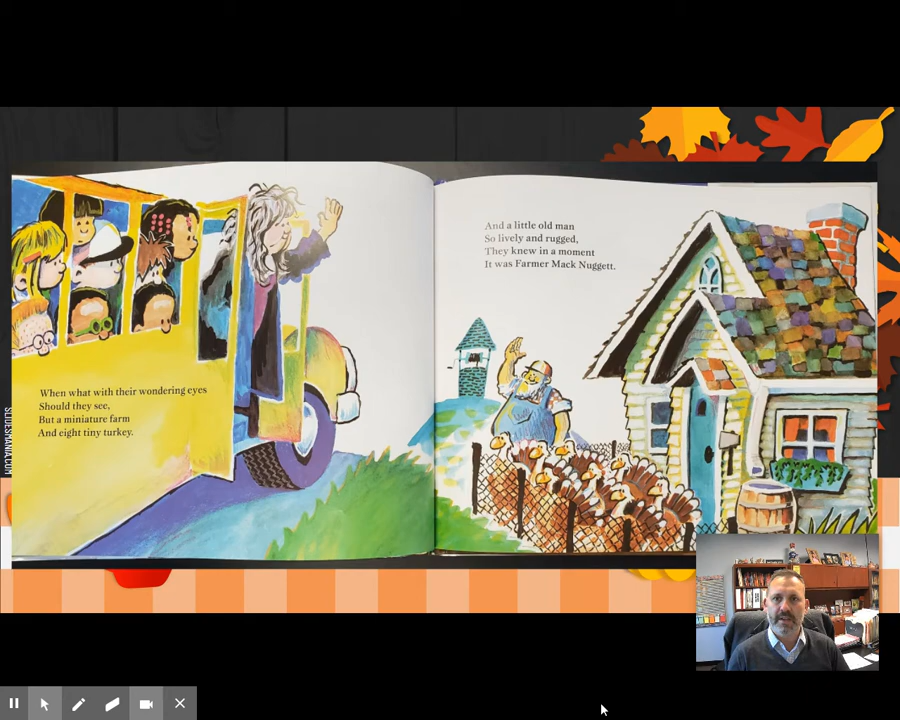 When what with their wondering eyes
Should they see,
But a miniature farm
And eight tiny turkey.
And a little old man
So lively and rugged,
They knew in a moment
It was Farmer Mack Nuggett.
SLIDESMANIA.COM